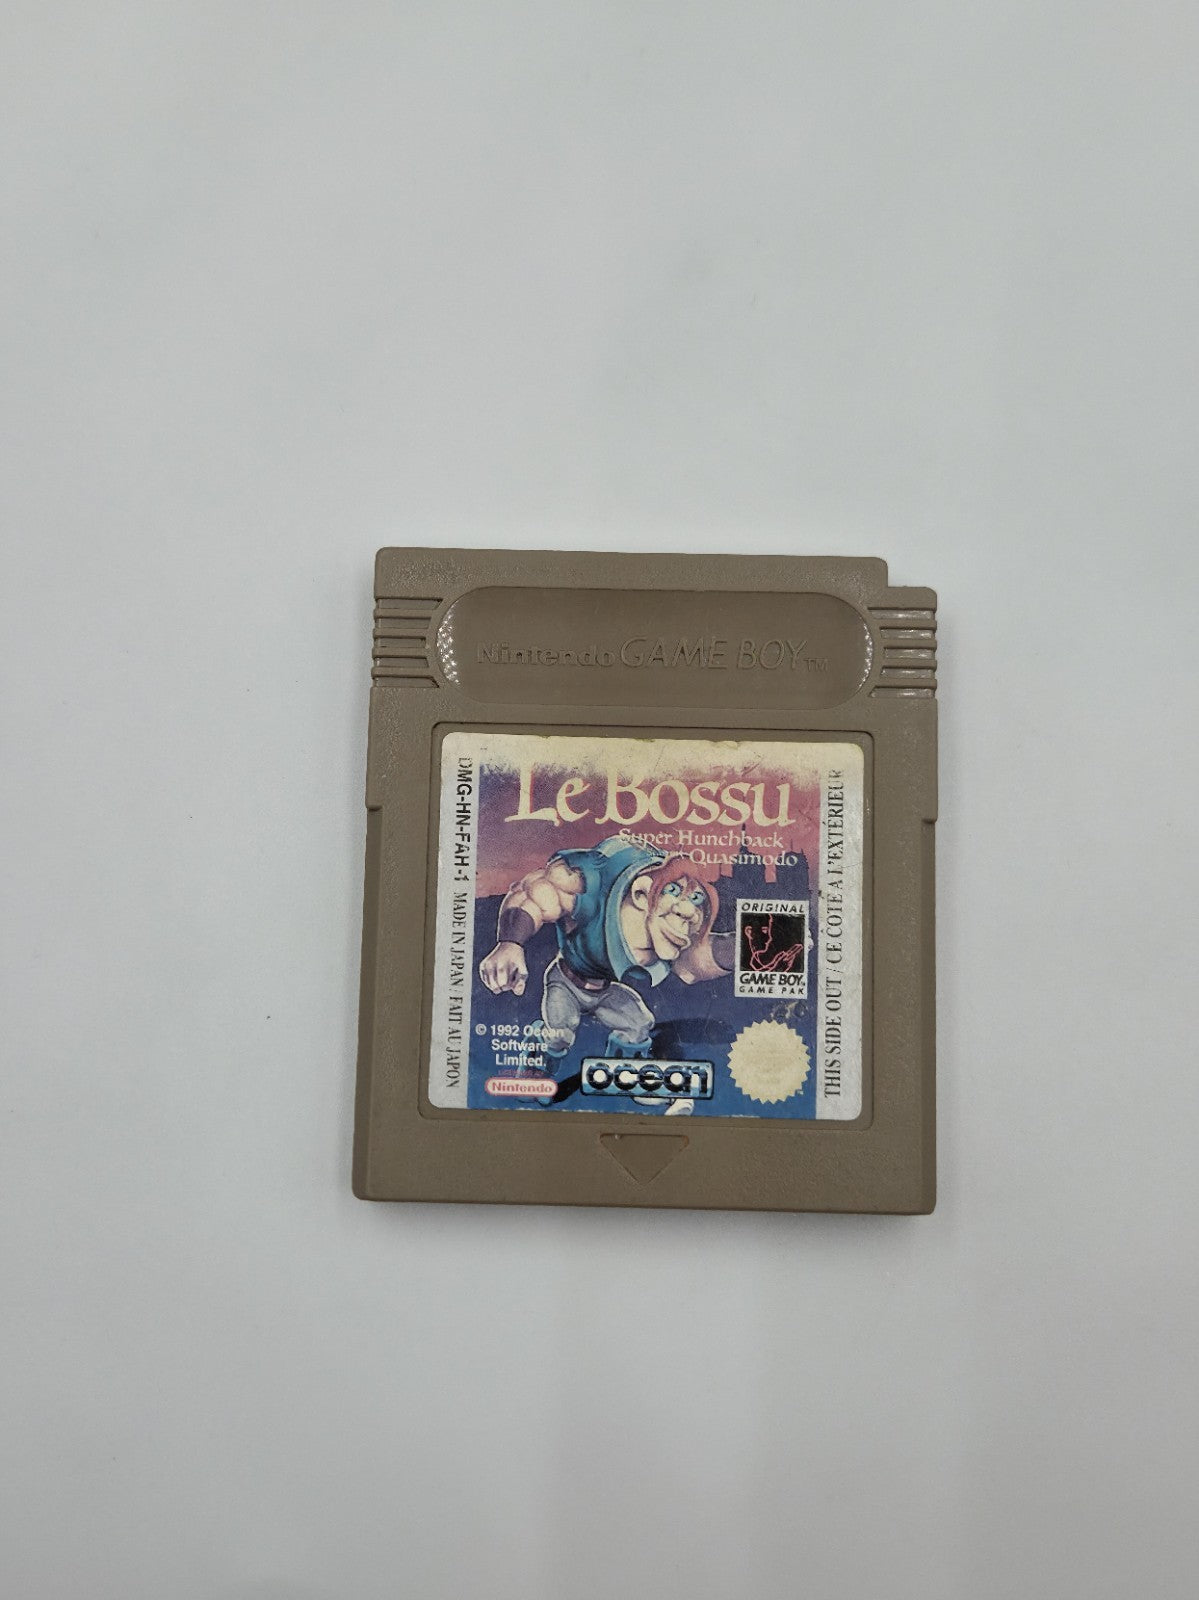 Nintendo GAME BOY TM
DMG-HN-FAH-1 MADE IN JAPAN / FAIT AU JAPON
Le Bossu
Super Hunchback
Quasimodo
ORIGINAL
GAME BOY
GAME PAK
© 1992 Ocean
Software
Limited.
Nintendo
ocean
THIS SIDE OUT / CE COTE A L'EXTÉRIEUR